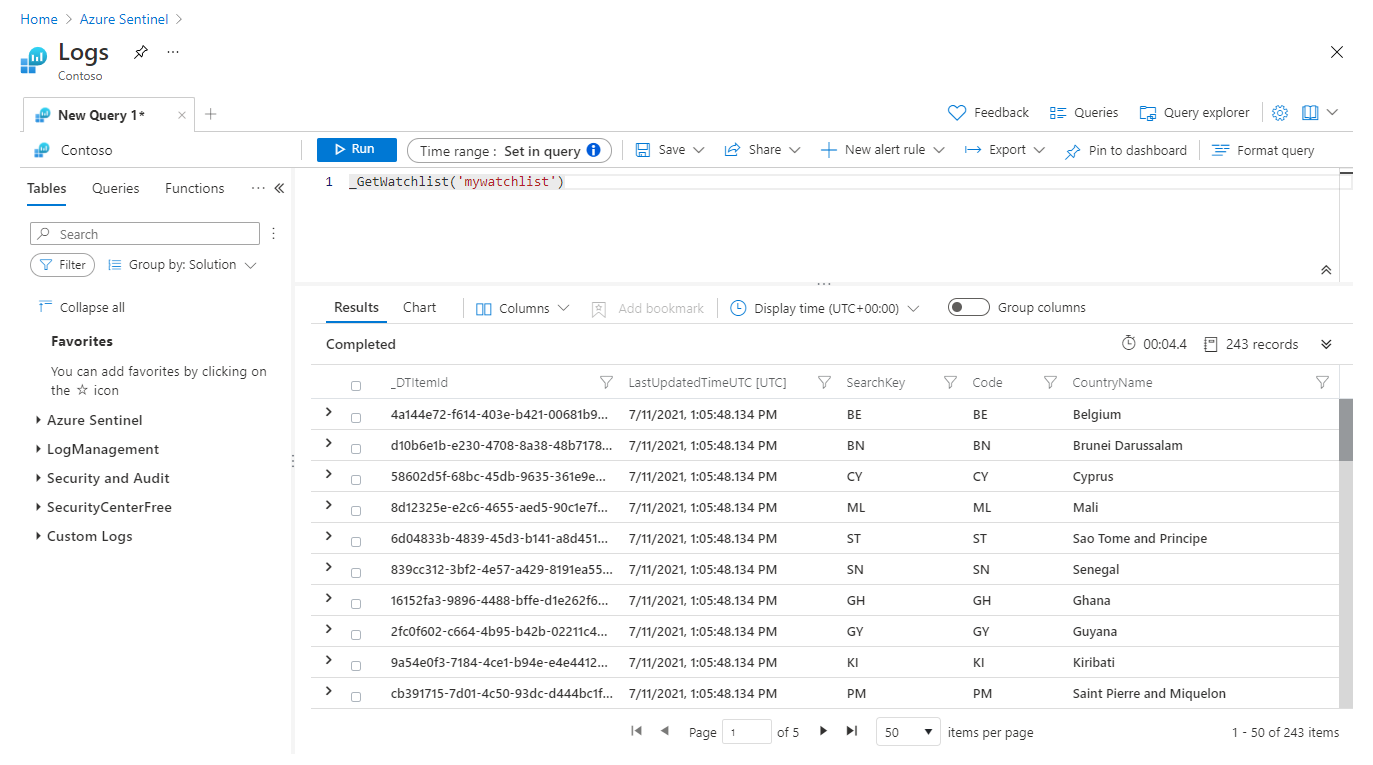 Home > Azure Sentinel >
Logs ...
Contoso
New Query 1* × +
Feedback Queries Query explorer
Contoso
Run Time range : Set in query Save Share New alert rule Export Pin to dashboard Format query
Tables Queries Functions ... «
1 _GetWatchlist('mywatchlist')
Search
Filter Group by: Solution
Collapse all
Favorites
You can add favorites by clicking on
the ☆ icon
Azure Sentinel
LogManagement
Security and Audit
SecurityCenterFree
Custom Logs
Results Chart Columns Add bookmark Display time (UTC+00:00) Group columns
Completed 00:04.4 243 records
_DTItemId LastUpdatedTimeUTC [UTC] SearchKey Code CountryName
4a144e72-f614-403e-b421-00681b9... 7/11/2021, 1:05:48.134 PM BE BE Belgium
d10b6e1b-e230-4708-8a38-48b7178... 7/11/2021, 1:05:48.134 PM BN BN Brunei Darussalam
58602d5f-68bc-45db-9635-361e9e... 7/11/2021, 1:05:48.134 PM CY CY Cyprus
8d12325e-e2c6-4655-aed5-90c1e7f... 7/11/2021, 1:05:48.134 PM ML ML Mali
6d04833b-4839-45d3-b141-a8d451... 7/11/2021, 1:05:48.134 PM ST ST Sao Tome and Principe
839cc312-3bf2-4e57-a429-8191ea55... 7/11/2021, 1:05:48.134 PM SN SN Senegal
16152fa3-9896-4488-bffe-d1e262f6... 7/11/2021, 1:05:48.134 PM GH GH Ghana
2fc0f602-c664-4b95-b42b-02211c4... 7/11/2021, 1:05:48.134 PM GY GY Guyana
9a54e0f3-7184-4ce1-b94e-e4e4412... 7/11/2021, 1:05:48.134 PM KI KI Kiribati
cb391715-7d01-4c50-93dc-d444bc1f... 7/11/2021, 1:05:48.134 PM PM PM Saint Pierre and Miquelon
Page 1 of 5 50 items per page 1 - 50 of 243 items